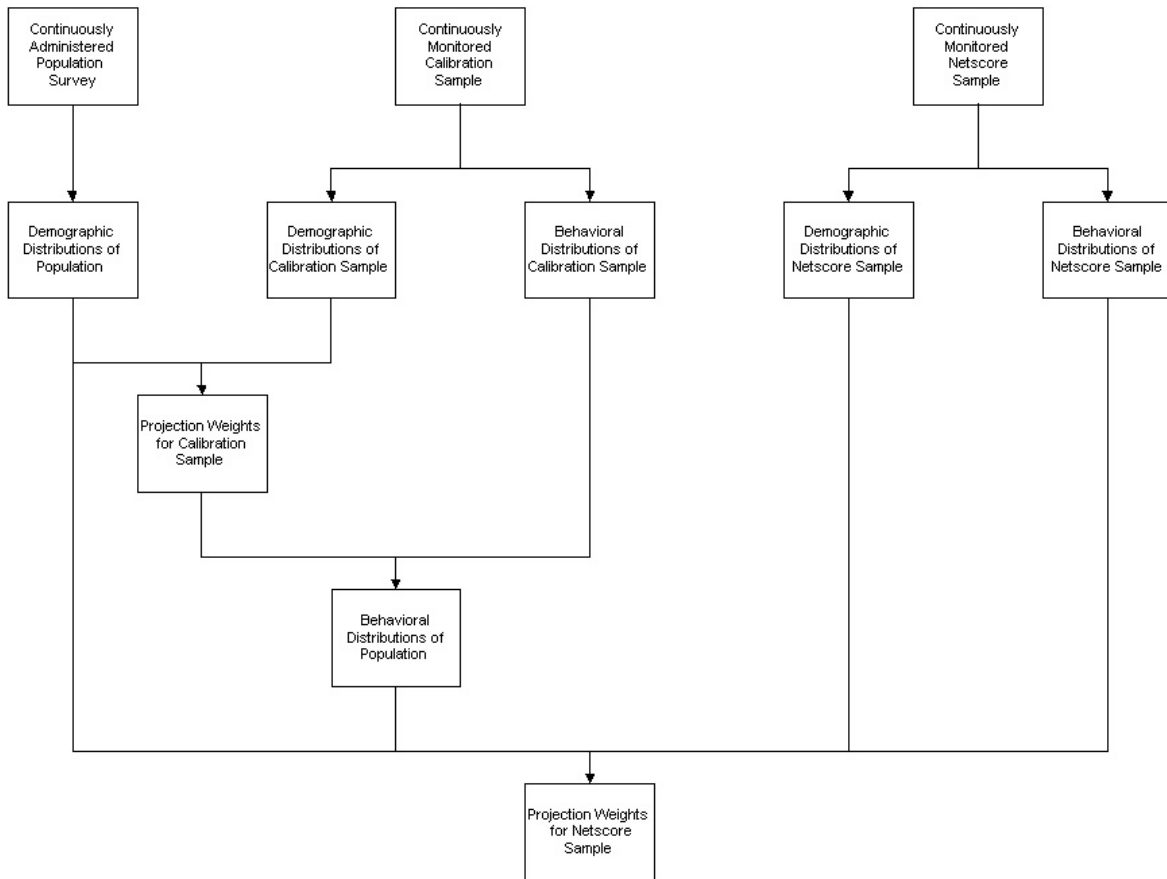 Continuously
Administered
Population
Survey
Continuously
Monitored
Calibration
Sample
Continuously
Monitored
Netscore
Sample
Demographic
Distributions of
Population
Demographic
Distributions of
Calibration Sample
Behavioral
Distributions of
Calibration Sample
Demographic
Distributions of
Netscore Sample
Behavioral
Distributions of
Netscore Sample
Projection Weights
for Calibration
Sample
Behavioral
Distributions of
Population
Projection Weights
for Netscore
Sample